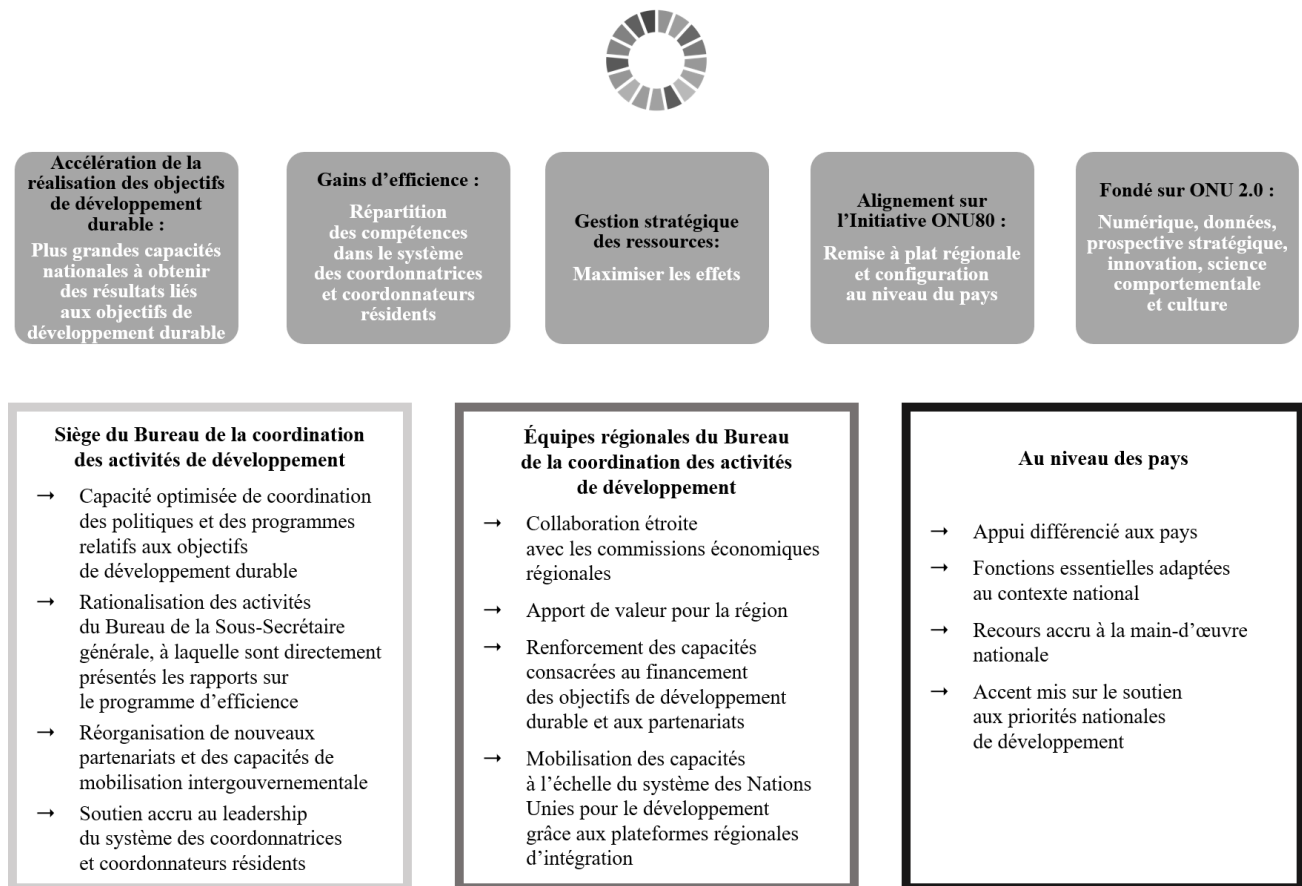 Accélération de la
réalisation des objectifs
de développement
durable :
Plus grandes capacités
nationales à obtenir
des résultats liés
aux objectifs de
développement durable
Gains d’efficience :
Répartition
des compétences
dans le système
des coordonnatrices
et coordonnateurs
résidents
Gestion stratégique
des ressources:
Maximiser les effets
Alignement sur
l’Initiative ONU80 :
Remise à plat régionale
et configuration
au niveau du pays
Fondé sur ONU 2.0 :
Numérique, données,
prospective stratégique,
innovation, science
comportementale
et culture
Siège du Bureau de la coordination
des activités de développement
→ Capacité optimisée de coordination
des politiques et des programmes
relatifs aux objectifs
de développement durable
→ Rationalisation des activités
du Bureau de la Sous-Secrétaire
générale, à laquelle sont directement
présentés les rapports sur
le programme d’efficience
→ Réorganisation de nouveaux
partenariats et des capacités de
mobilisation intergouvernementale
→ Soutien accru au leadership
du système des coordonnatrices
et coordonnateurs résidents
Équipes régionales du Bureau
de la coordination des activités
de développement
→ Collaboration étroite
avec les commissions économiques
régionales
→ Apport de valeur pour la région
→ Renforcement des capacités
consacrées au financement
des objectifs de développement
durable et aux partenariats
→ Mobilisation des capacités
à l’échelle du système des Nations
Unies pour le développement
grâce aux plateformes régionales
d’intégration
Au niveau des pays
→ Appui différencié aux pays
→ Fonctions essentielles adaptées
au contexte national
→ Recours accru à la main-d’œuvre
nationale
→ Accent mis sur le soutien
aux priorités nationales
de développement